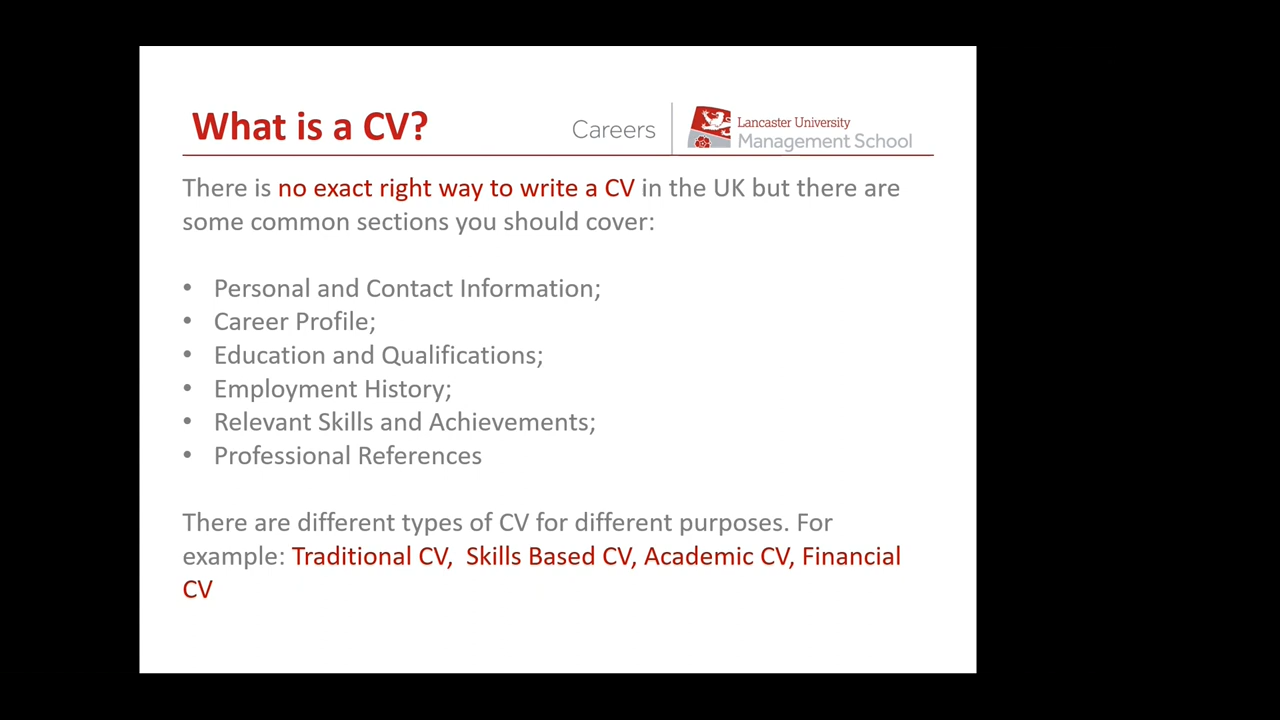 What is a CV?
Careers
Lancaster University
Management School
There is no exact right way to write a CV in the UK but there are
some common sections you should cover:
• Personal and Contact Information;
• Career Profile;
• Education and Qualifications;
• Employment History;
• Relevant Skills and Achievements;
• Professional References
There are different types of CV for different purposes. For
example: Traditional CV,  Skills Based CV, Academic CV, Financial
CV